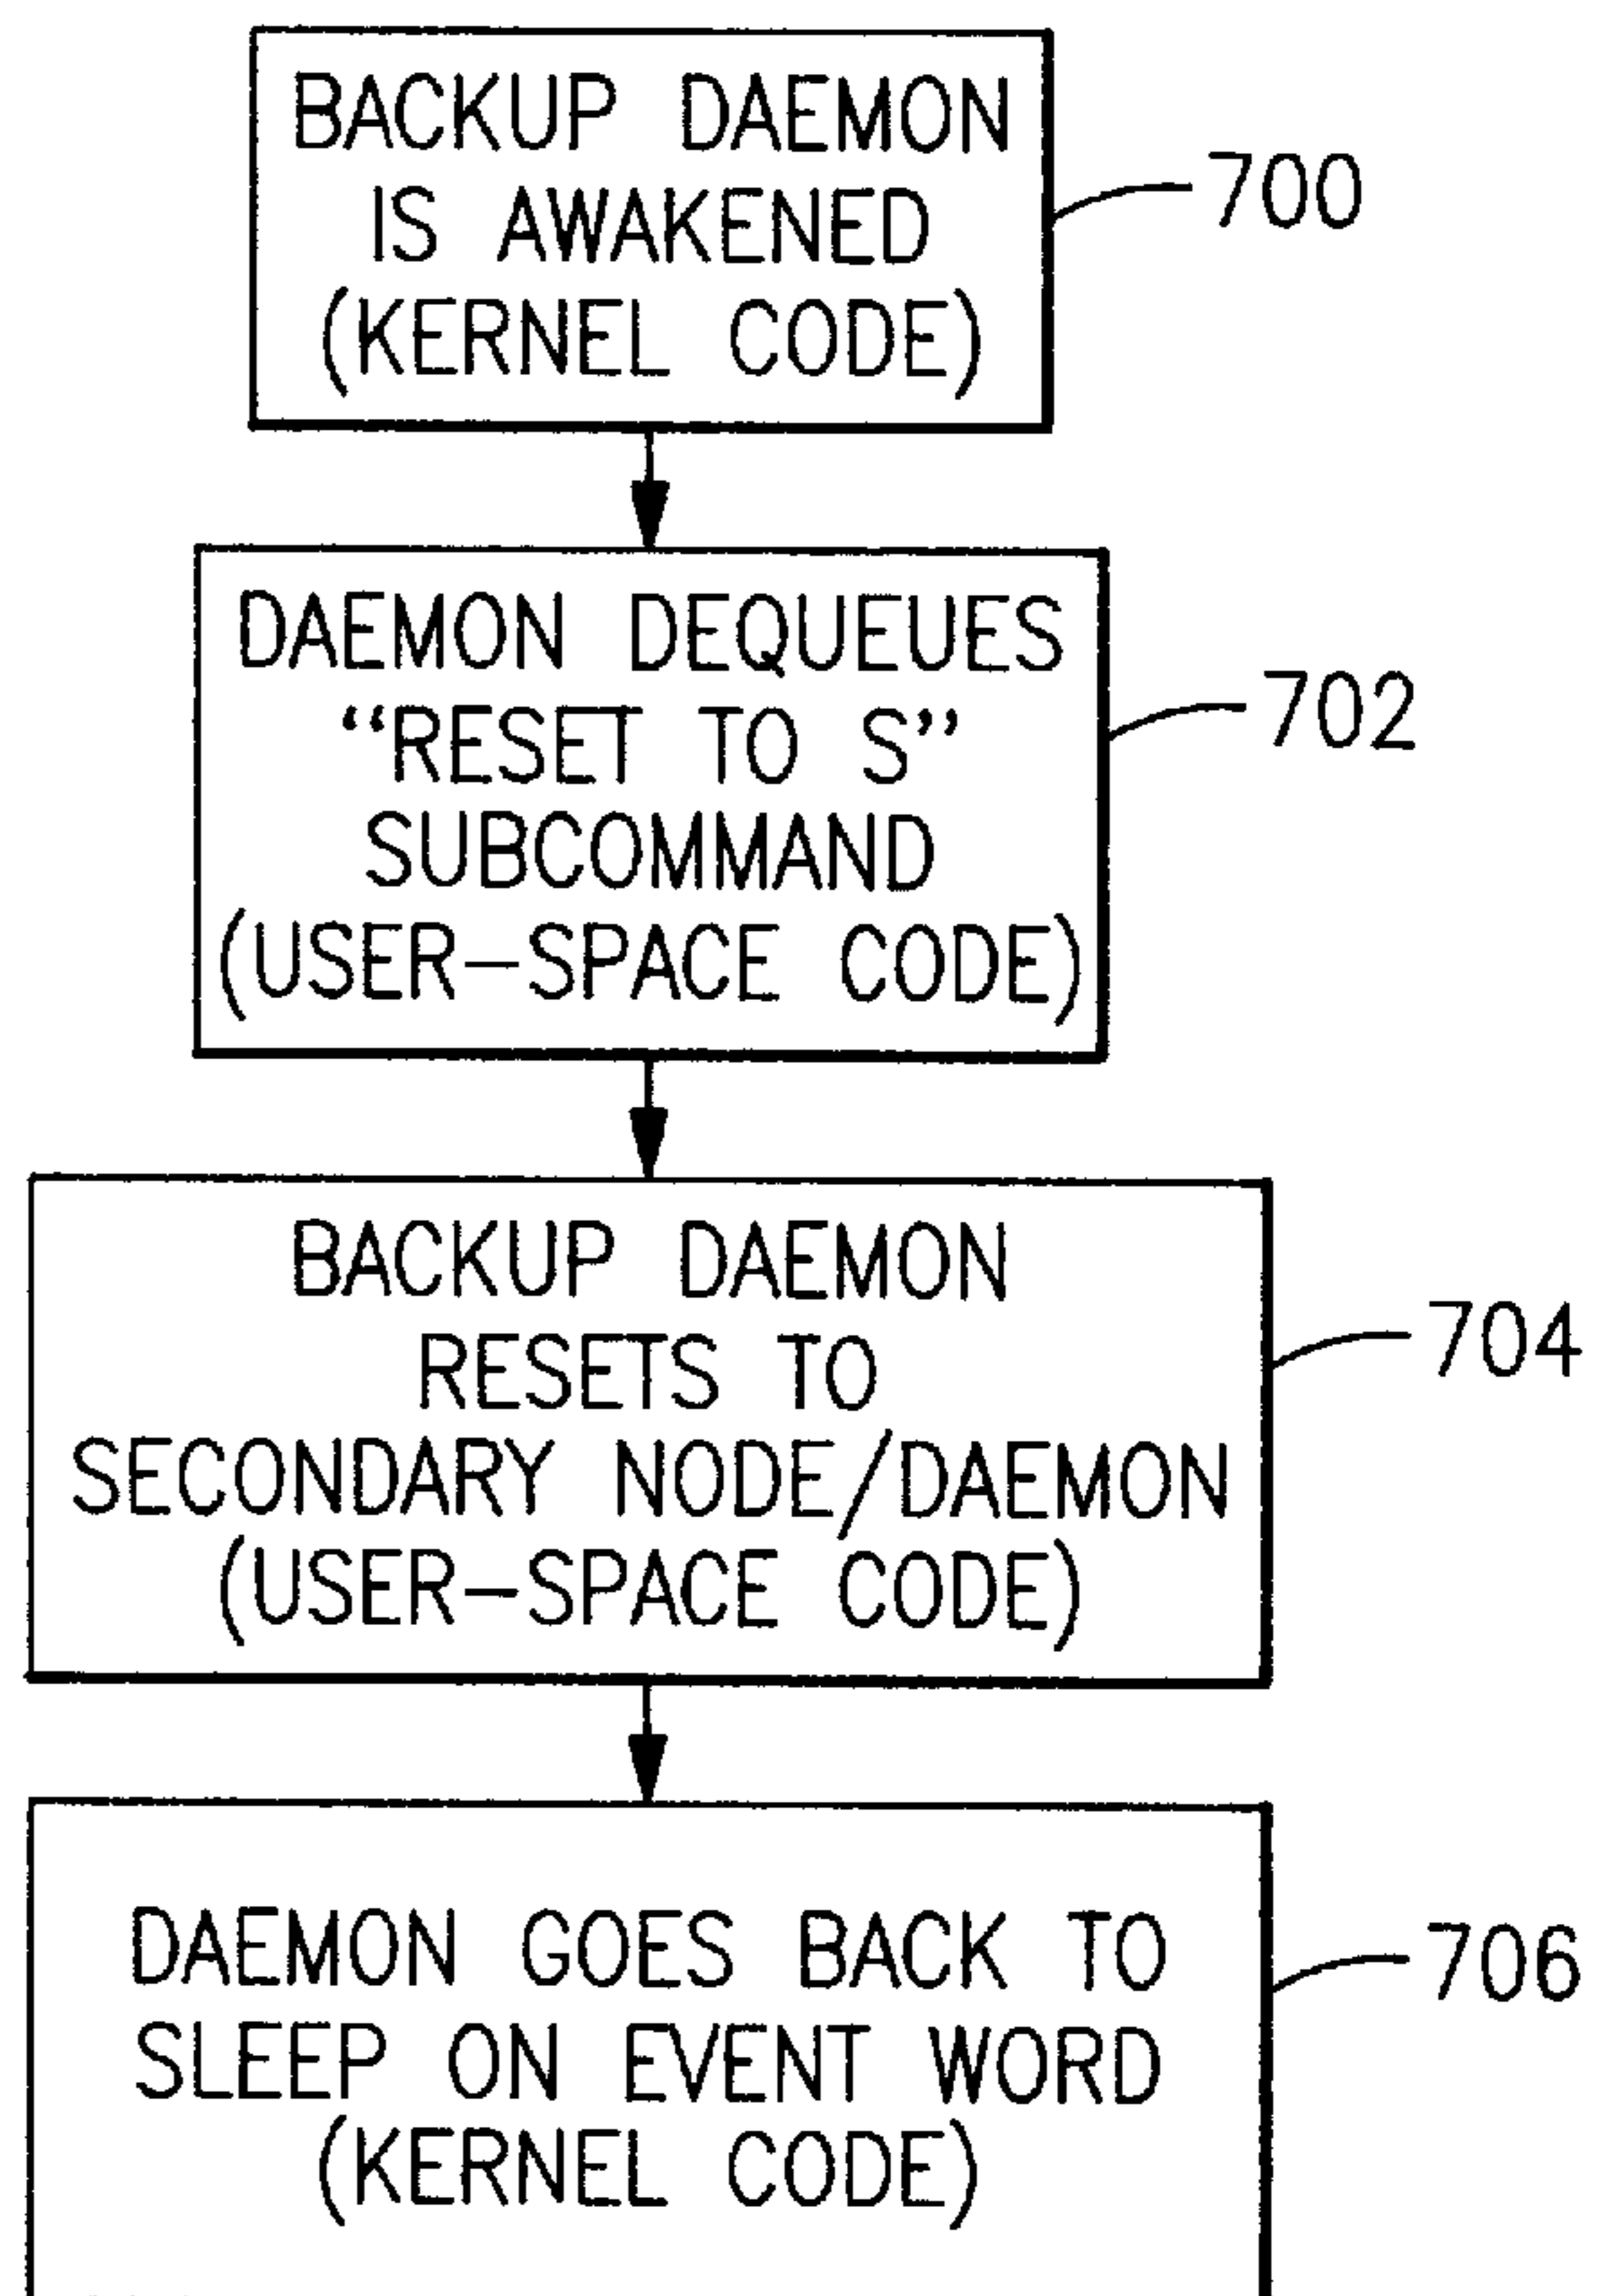 BACKUP DAEMON
IS AWAKENED
(KERNEL CODE)
700
DAEMON DEQUEUES
“RESET TO S”
SUBCOMMAND
(USER–SPACE CODE)
702
BACKUP DAEMON
RESETS TO
SECONDARY NODE/DAEMON
(USER–SPACE CODE)
704
DAEMON GOES BACK TO
SLEEP ON EVENT WORD
(KERNEL CODE)
706